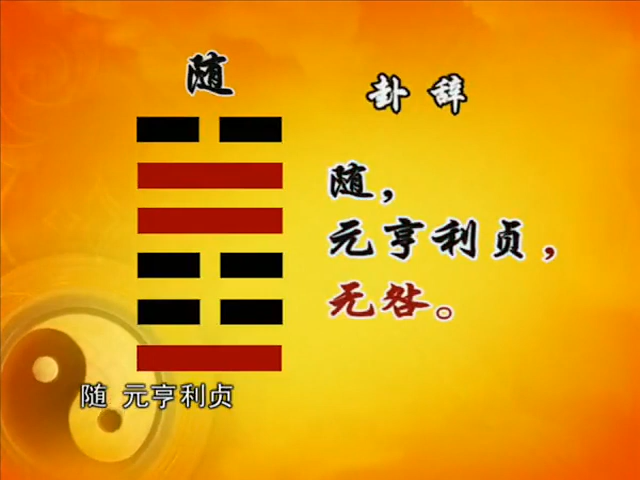 随
卦辞
随，
元亨利贞，
无咎。
随 元亨利贞